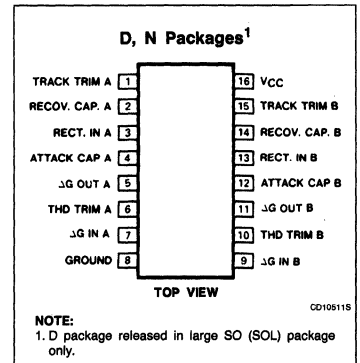 D, N Packages1
TRACK TRIM A 1
16 VCC
RECOV. CAP. A 2
15 TRACK TRIM B
RECT. IN A 3
14 RECOV. CAP. B
ATTACK CAP A 4
13 RECT. IN B
ΔG OUT A 5
12 ATTACK CAP B
THD TRIM A 6
11 ΔG OUT B
ΔG IN A 7
10 THD TRIM B
GROUND 8
9 ΔG IN B
TOP VIEW
CD10511S
NOTE:
1. D package released in large SO (SOL) package
only.